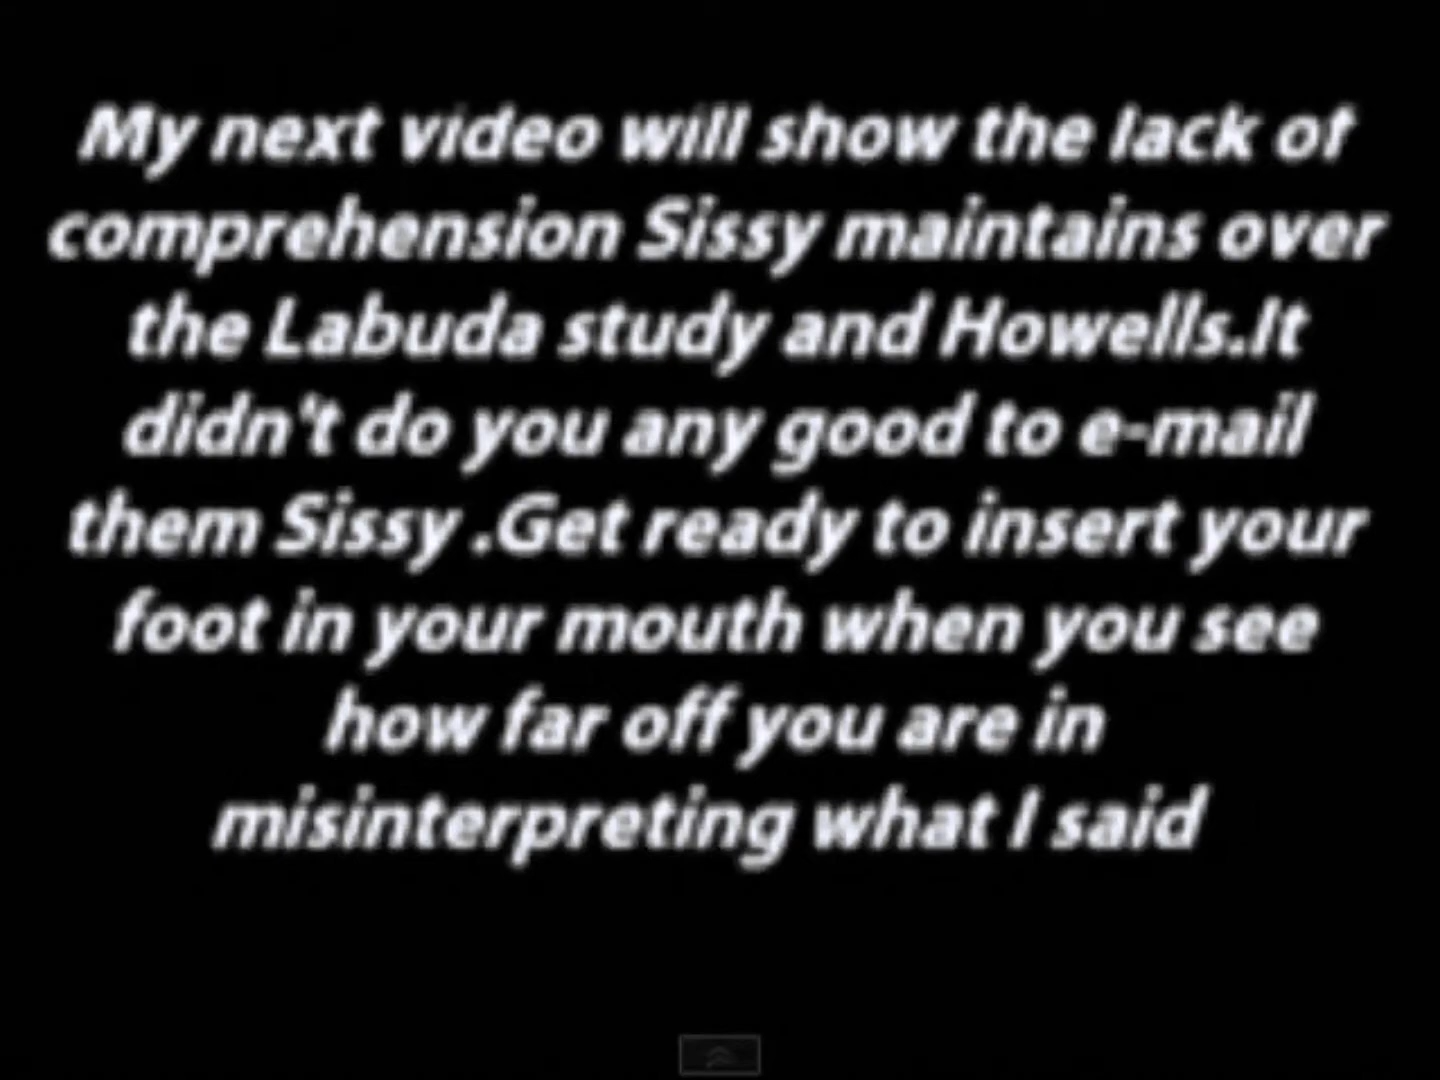 My next video will show the lack of
comprehension Sissy maintains over
the Labuda study and Howells.It
didn't do you any good to e-mail
them Sissy .Get ready to insert your
foot in your mouth when you see
how far off you are in
misinterpreting what I said